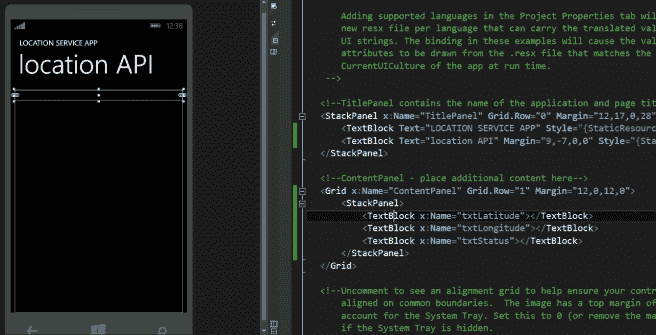 12:38
LOCATION SERVICE APP
location API
Adding supported languages in the Project Properties tab wil
new resx file per language that can carry the translated val
UI strings. The binding in these examples will cause the val
attributes to be drawn from the .resx file that matches the
CurrentUICulture of the app at run time.
-->
<!--TitlePanel contains the name of the application and page tit
<StackPanel x:Name="TitlePanel" Grid.Row="0" Margin="12,17,0,28"
<TextBlock Text="LOCATION SERVICE APP" Style="{StaticResourc
<TextBlock Text="location API" Margin="9,-7,0,0" Style="{Sta
</StackPanel>
<!--ContentPanel - place additional content here-->
<Grid x:Name="ContentPanel" Grid.Row="1" Margin="12,0,12,0">
<StackPanel>
<TextBlock x:Name="txtLatitude"></TextBlock>
<TextBlock x:Name="txtLongitude"></TextBlock>
<TextBlock x:Name="txtStatus"></TextBlock>
</StackPanel>
</Grid>
<!--Uncomment to see an alignment grid to help ensure your contr
aligned on common boundaries.  The image has a top margin of
account for the System Tray. Set this to 0 (or remove the ma
if the System Tray is hidden.